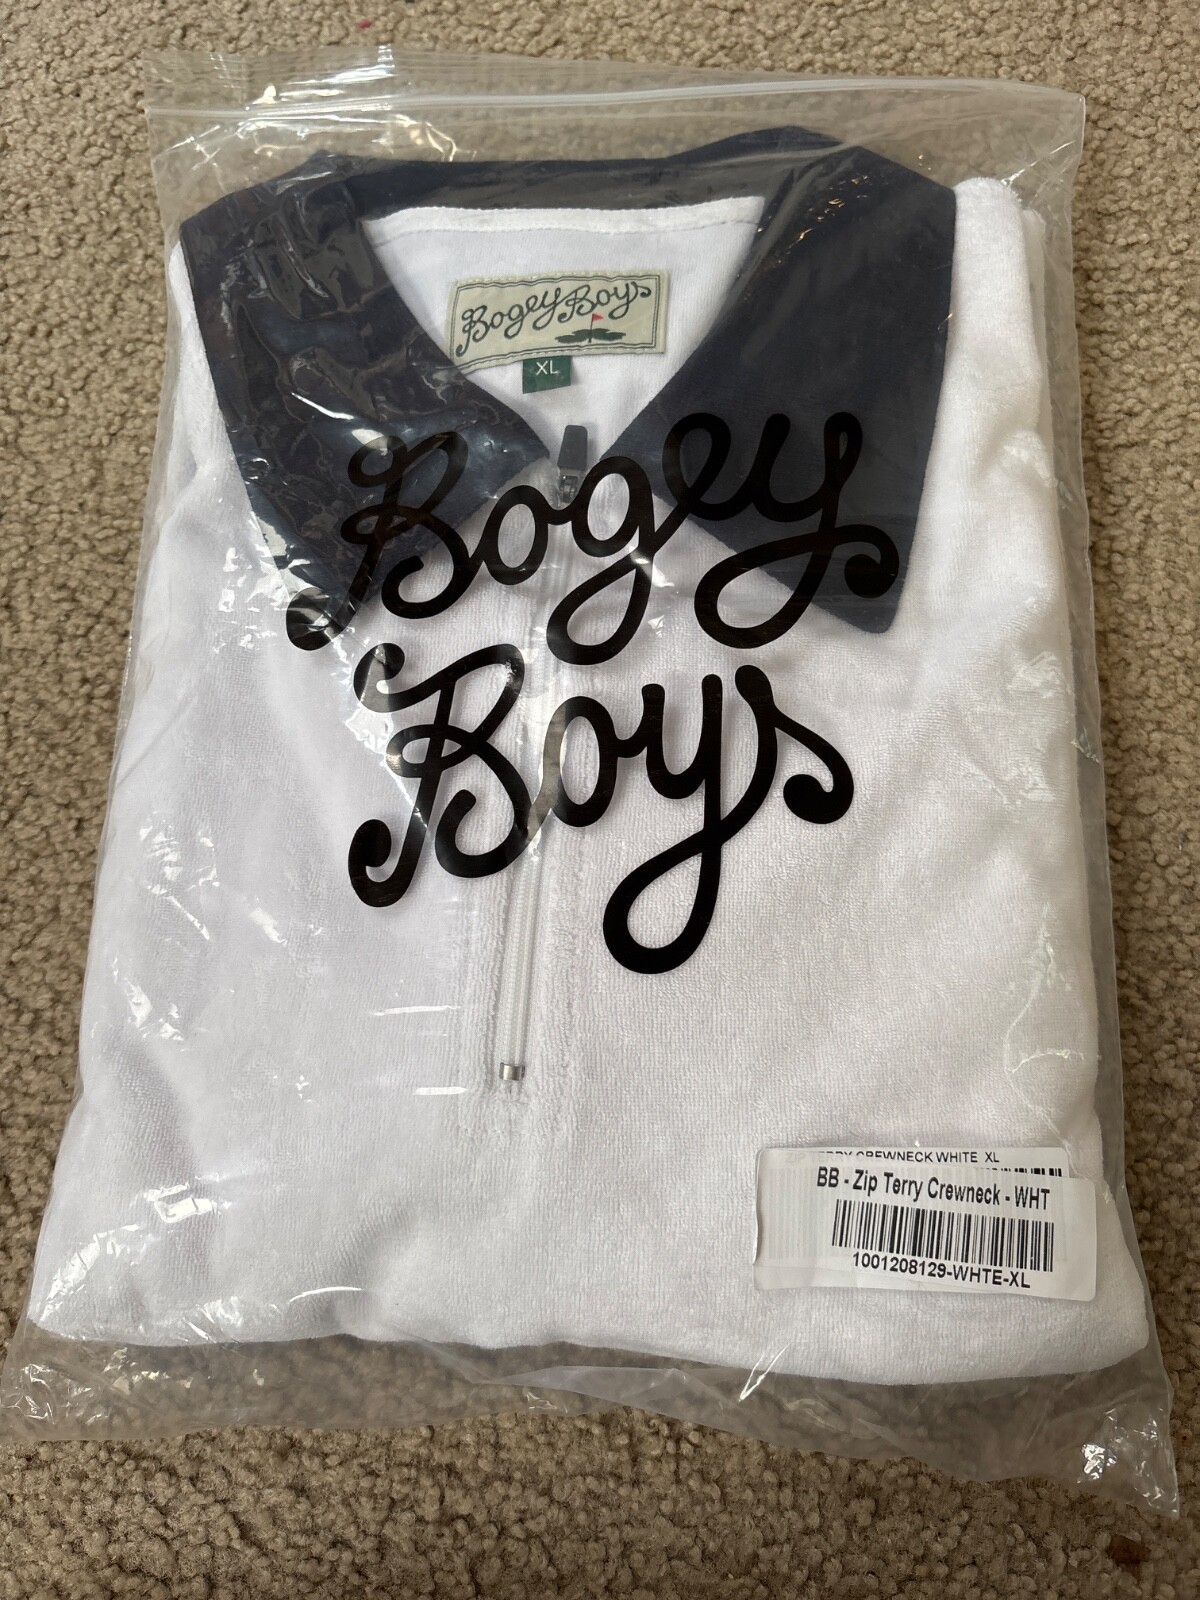 Bogey Boys
XL
Bogey
Boys
CREWNECK WHITE XL
BB - Zip Terry Crewneck - WHT
1001208129-WHTE-XL